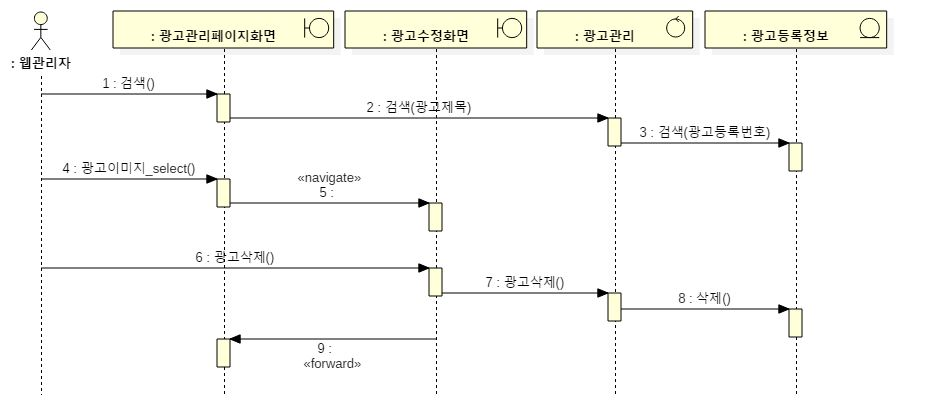 : 웹관리자
: 광고관리페이지화면
: 광고수정화면
: 광고관리
: 광고등록정보
1 : 검색()
2 : 검색(광고제목)
3 : 검색(광고등록번호)
4 : 광고이미지_select()
«navigate»
5 :
6 : 광고삭제()
7 : 광고삭제()
8 : 삭제()
9 :
«forward»